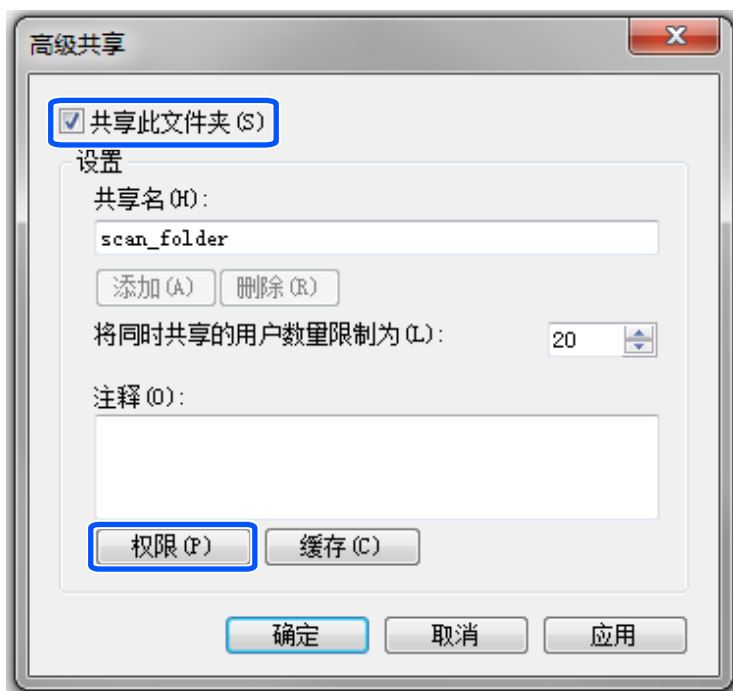 高级共享
共享此文件夹(S)
设置
共享名(H):
scan_folder
添加(A) 删除(R)
将同时共享的用户数量限制为(L): 20
注释(O):
权限(P) 缓存(C)
确定 取消 应用